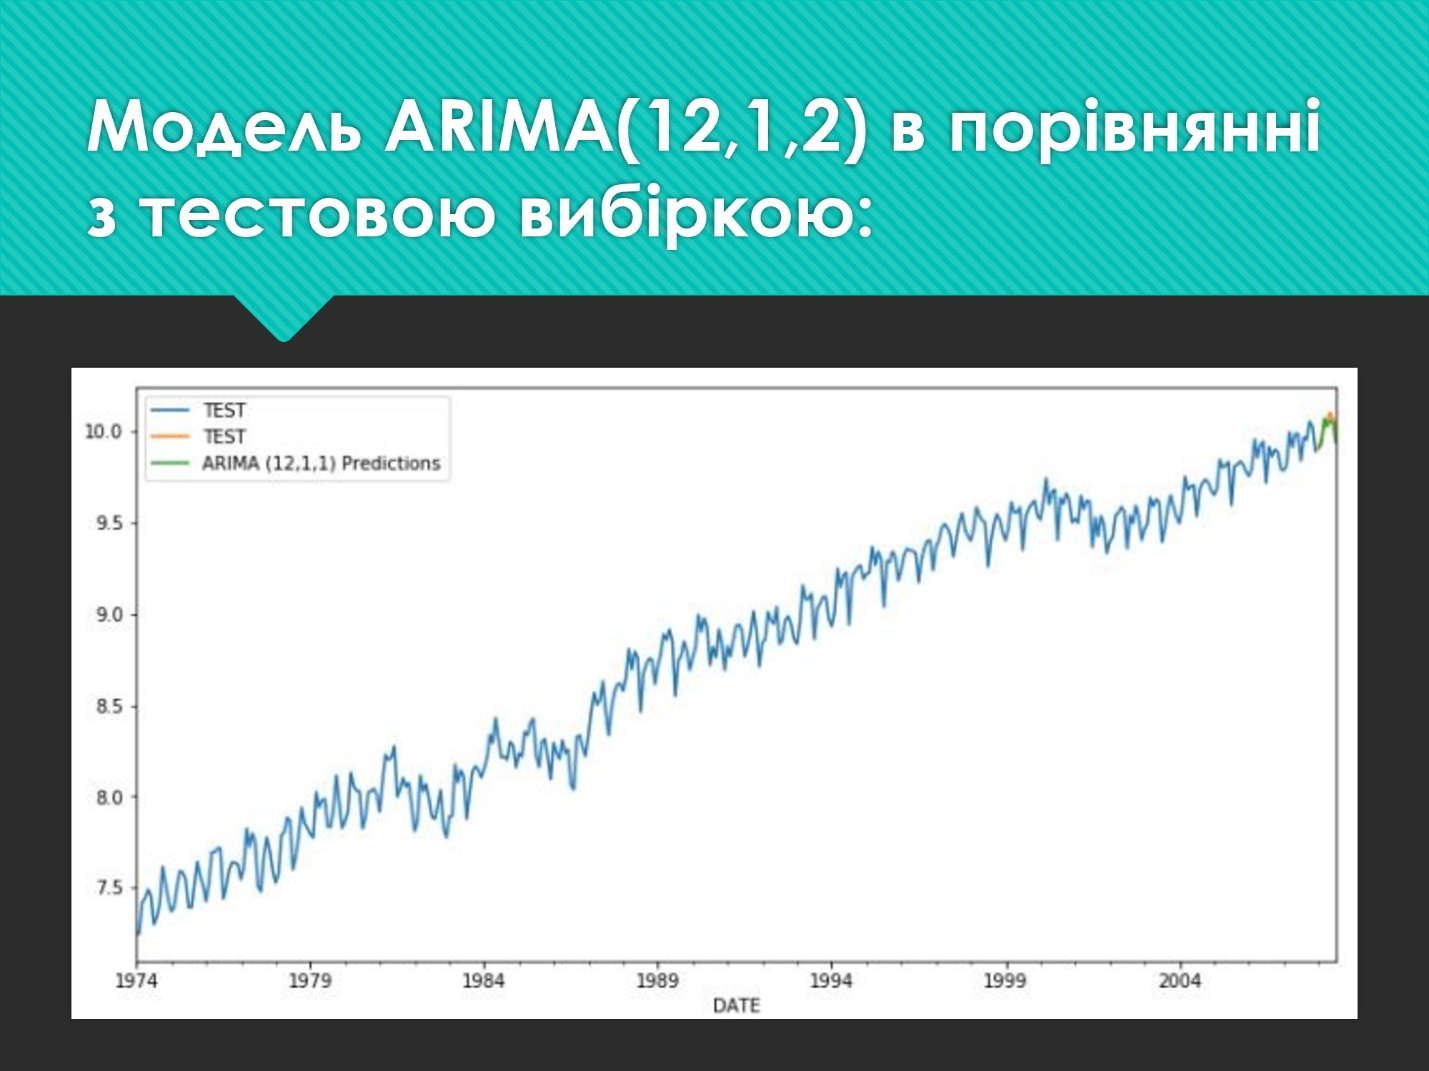 Модель ARIMA(12,1,2) в порівнянні
з тестовою вибіркою:
TEST
TEST
ARIMA (12,1,1) Predictions
10.0
9.5
9.0
8.5
8.0
7.5
1974 1979 1984 1989 1994 1999 2004
DATE